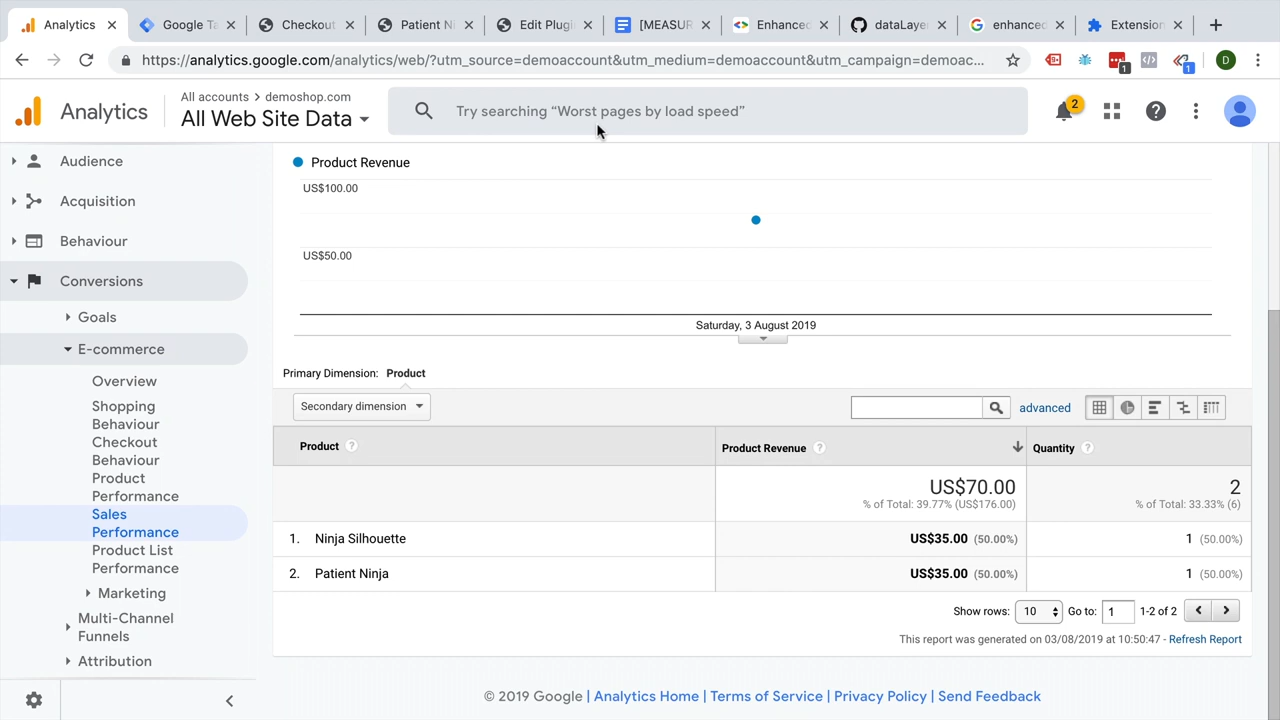 Analytics
Google Ta
Checkout
Patient Ni
Edit Plugi
[MEASUR
Enhanced
dataLaye
enhanced
Extension
https://analytics.google.com/analytics/web/?utm_source=demoaccount&utm_medium=demoaccount&utm_campaign=democ...
1
1
D
Analytics
All accounts > demoshop.com
All Web Site Data
Try searching “Worst pages by load speed”
2
Audience
Acquisition
Behaviour
Conversions
Goals
E-commerce
Overview
Shopping
Behaviour
Checkout
Behaviour
Product
Performance
Sales
Performance
Product List
Performance
Marketing
Multi-Channel
Funnels
Attribution
Product Revenue
US$100.00
US$50.00
Saturday, 3 August 2019
Primary Dimension: Product
Secondary dimension
advanced
Product ? Product Revenue ? Quantity ?
US$70.00 2
% of Total: 39.77% (US$176.00) % of Total: 33.33% (6)
1. Ninja Silhouette US$35.00 (50.00%) 1 (50.00%)
2. Patient Ninja US$35.00 (50.00%) 1 (50.00%)
Show rows: 10 Go to: 1 1-2 of 2
This report was generated on 03/08/2019 at 10:50:47 - Refresh Report
© 2019 Google | Analytics Home | Terms of Service | Privacy Policy | Send Feedback